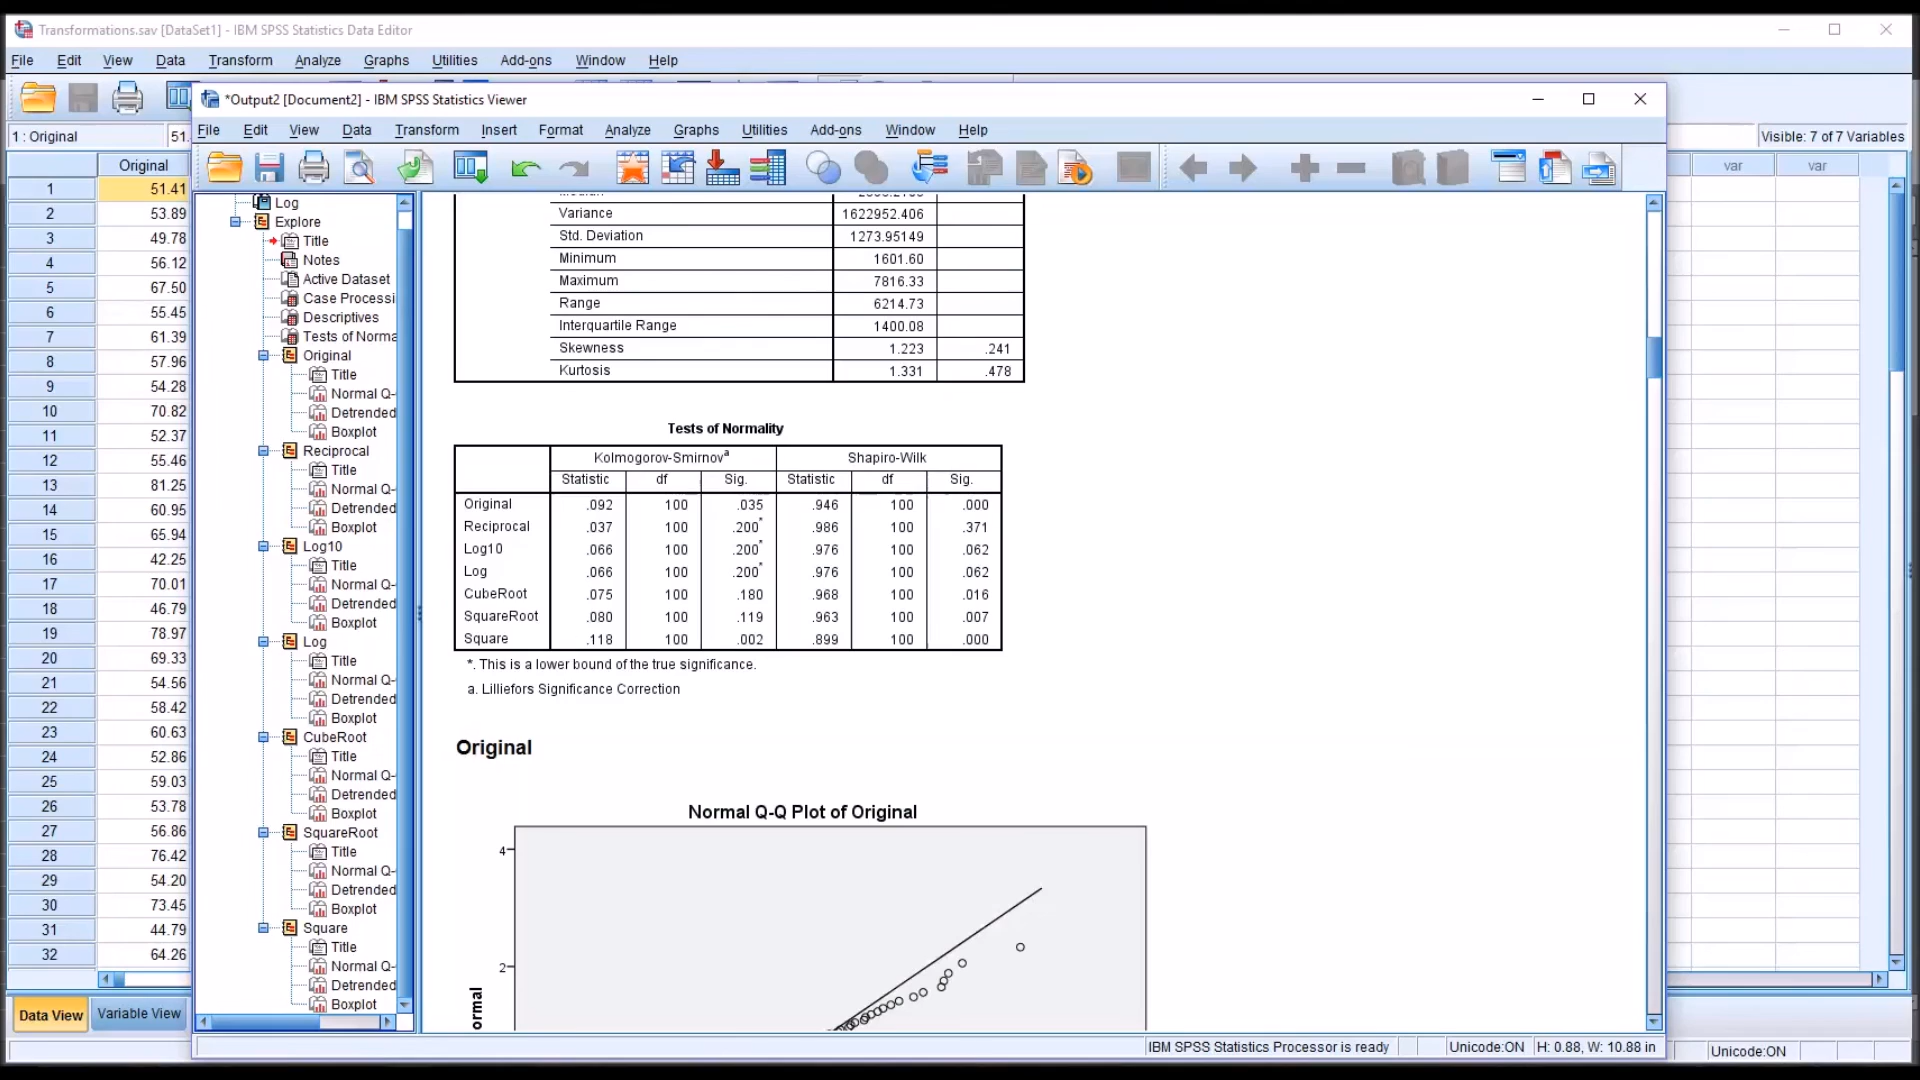 Transformations.sav [DataSet1] - IBM SPSS Statistics Data Editor
File Edit View Data Transform Analyze Graphs Utilities Add-ons Window Help
*Output2 [Document2] - IBM SPSS Statistics Viewer
File Edit View Data Transform Insert Format Analyze Graphs Utilities Add-ons Window Help
1 : Original 51.
Visible: 7 of 7 Variables
Original
var var
1 51.41
2 53.89
3 49.78
4 56.12
5 67.50
6 55.45
7 61.39
8 57.96
9 54.28
10 70.82
11 52.37
12 55.46
13 81.25
14 60.95
15 65.94
16 42.25
17 70.01
18 46.79
19 78.97
20 69.33
21 54.56
22 58.42
23 60.63
24 52.86
25 59.03
26 53.78
27 56.86
28 76.42
29 54.20
30 73.45
31 44.79
32 64.26
Data View Variable View
Log
Explore
Title
Notes
Active Dataset
Case Processi
Descriptives
Tests of Norma
Original
Title
Normal Q-
Detrended
Boxplot
Reciprocal
Title
Normal Q-
Detrended
Boxplot
Log10
Title
Normal Q-
Detrended
Boxplot
Log
Title
Normal Q-
Detrended
Boxplot
CubeRoot
Title
Normal Q-
Detrended
Boxplot
SquareRoot
Title
Normal Q-
Detrended
Boxplot
Square
Title
Normal Q-
Detrended
Boxplot
Variance 1622952.406
Std. Deviation 1273.95149
Minimum 1601.60
Maximum 7816.33
Range 6214.73
Interquartile Range 1400.08
Skewness 1.223 .241
Kurtosis 1.331 .478
Tests of Normality
Kolmogorov-Smirnovᵃ Shapiro-Wilk
Statistic df Sig. Statistic df Sig.
Original .092 100 .035 .946 100 .000
Reciprocal .037 100 .200* .986 100 .371
Log10 .066 100 .200* .976 100 .062
Log .066 100 .200* .976 100 .062
CubeRoot .075 100 .180 .968 100 .016
SquareRoot .080 100 .119 .963 100 .007
Square .118 100 .002 .899 100 .000
*. This is a lower bound of the true significance.
a. Lilliefors Significance Correction
Original
Normal Q-Q Plot of Original
4
2
ormal
IBM SPSS Statistics Processor is ready Unicode:ON H: 0.88, W: 10.88 in
Unicode:ON